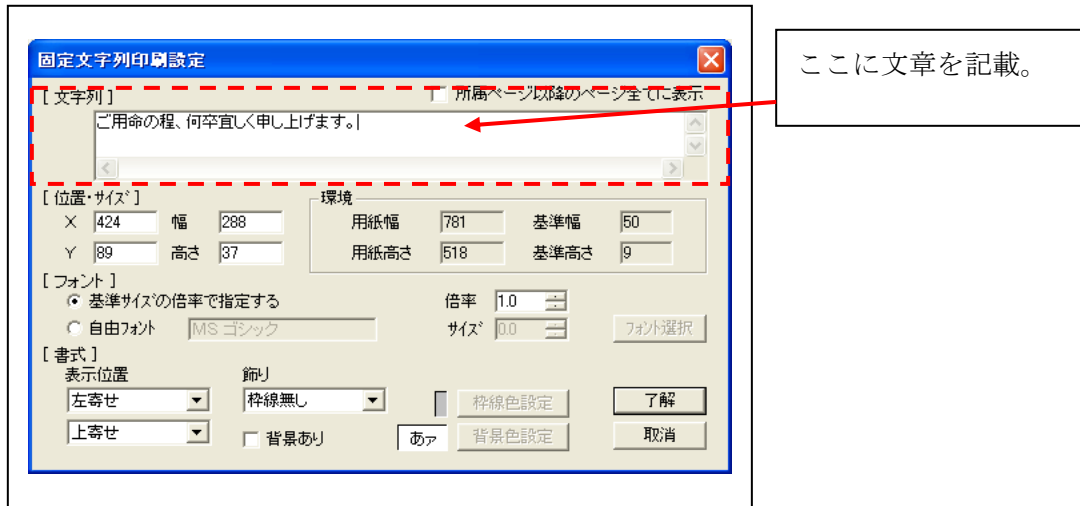 固定文字列印刷設定
ここに文章を記載。
[ 文字列 ]
所属ページ以降のページ全てに表示
ご用命の程、何卒宜しく申し上げます。
[ 位置・ｻｲｽﾞ ]
環境
X 424 幅 288 用紙幅 781 基準幅 50
Y 89 高さ 37 用紙高さ 518 基準高さ 9
[ フォント ]
基準ｻｲｽﾞの倍率で指定する 倍率 1.0
自由ﾌｫﾝﾄ MS ゴシック ｻｲｽﾞ 0.0 ﾌｫﾝﾄ選択
[ 書式 ]
表示位置 飾り
左寄せ 枠線無し 枠線色設定 了解
上寄せ 背景あり あァ 背景色設定 取消